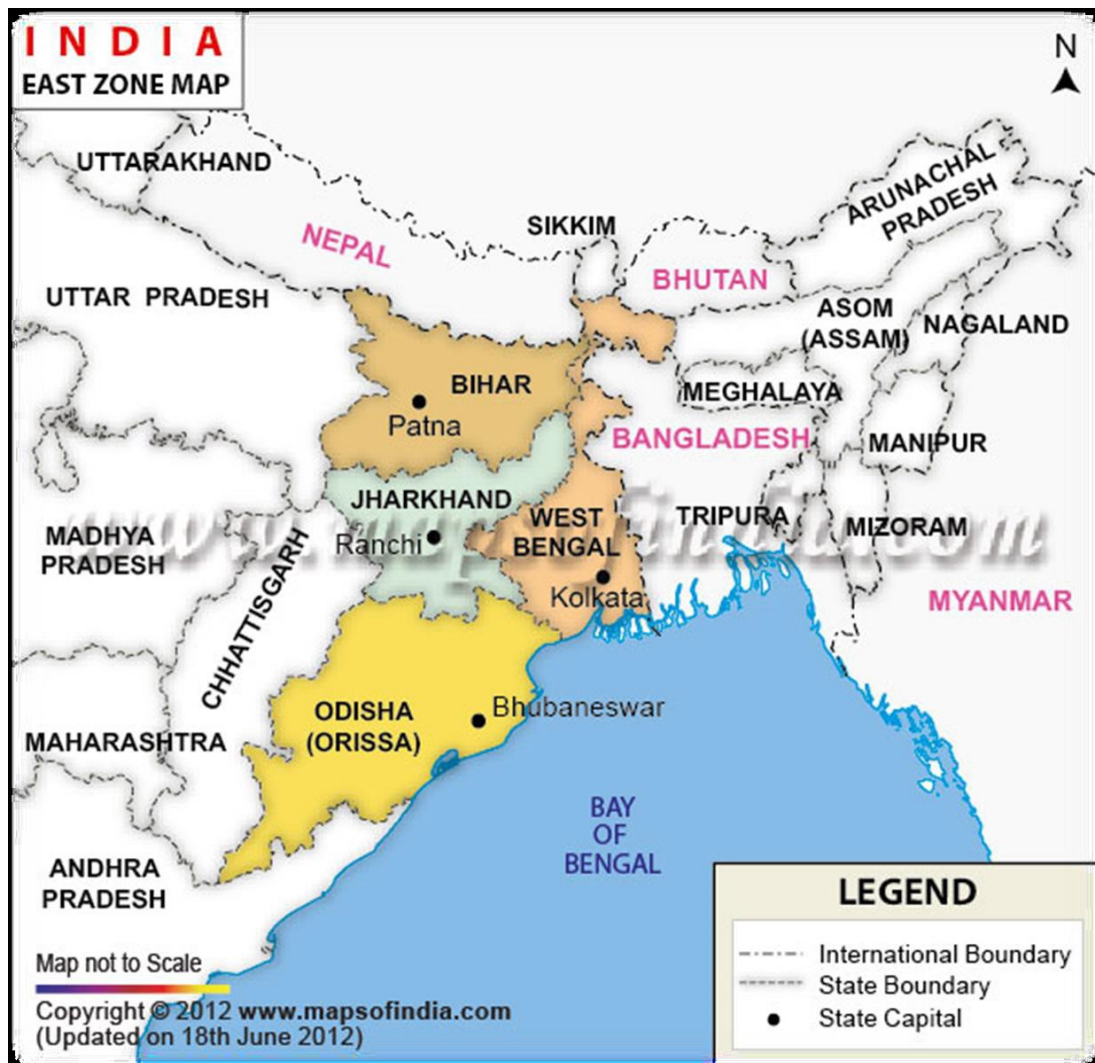 INDIA
EAST ZONE MAP
N
UTTARAKHAND
NEPAL
SIKKIM
ARUNACHAL
PRADESH
BHUTAN
UTTAR PRADESH
ASOM
(ASSAM)
NAGALAND
BIHAR
Patna
MEGHALAYA
BANGLADESH
MANIPUR
JHARKHAND
Ranchi
WEST
BENGAL
Kolkata
TRIPURA
MIZORAM
www.mapsofindia.com
MADHYA
PRADESH
CHHATTISGARH
MYANMAR
ODISHA
(ORISSA)
Bhubaneswar
MAHARASHTRA
BAY
OF
BENGAL
ANDHRA
PRADESH
LEGEND
International Boundary
State Boundary
State Capital
Map not to Scale
Copyright © 2012 www.mapsofindia.com
(Updated on 18th June 2012)